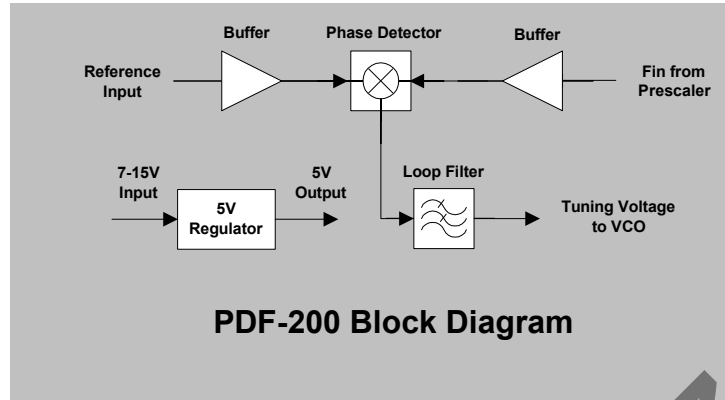 Buffer
Phase Detector
Buffer
Reference
Input
Fin from
Prescaler
7-15V
Input
5V
Output
Loop Filter
5V
Regulator
Tuning Voltage
to VCO
PDF-200 Block Diagram